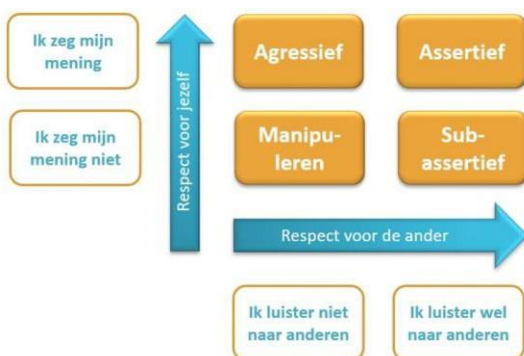 Ik zeg mijn
mening
Agressief
Assertief
Ik zeg mijn
mening niet
Respect voor jezelf
Manipu-
leren
Sub-
assertief
Respect voor de ander
Ik luister niet
naar anderen
Ik luister wel
naar anderen